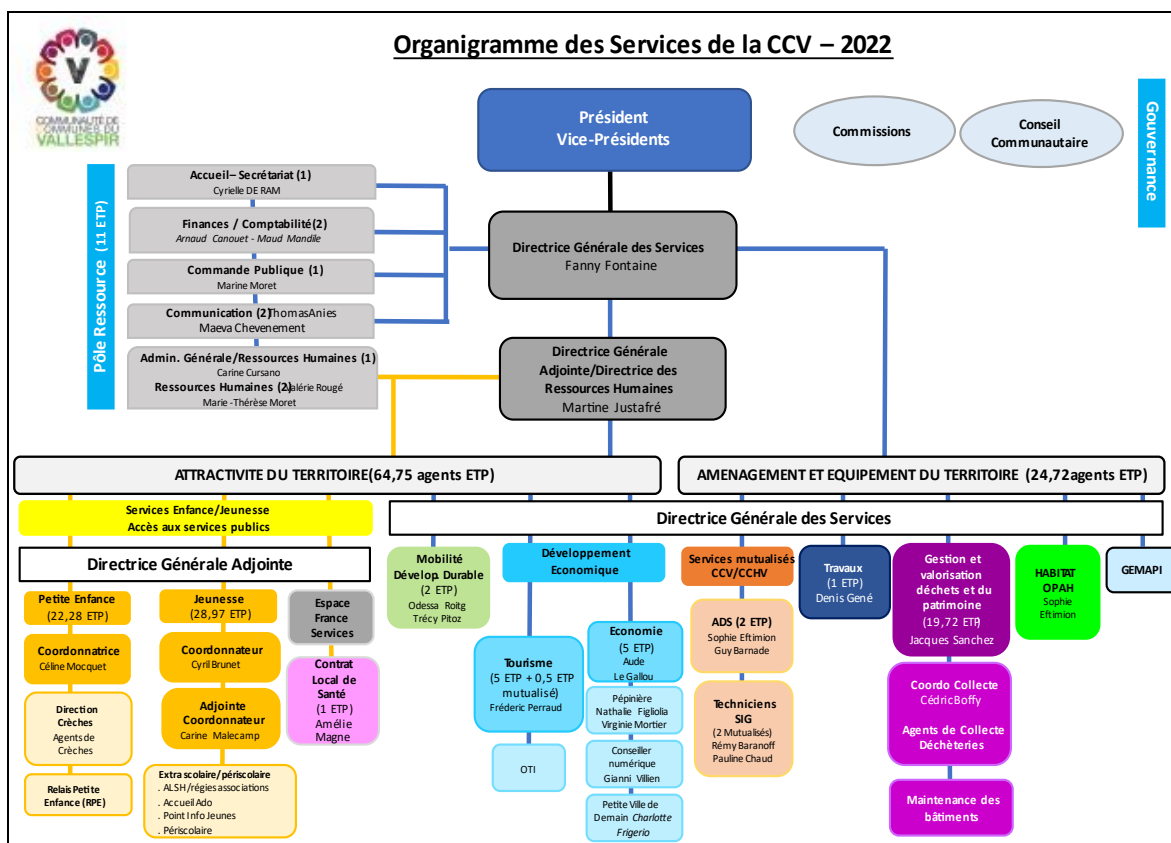 Organigramme des Services de la CCV – 2022
COMMUNAUTÉ DE
COMMUNES DU
VALLESPIR
Président
Vice-Présidents
Commissions
Conseil
Communautaire
Gouvernance
Pôle Ressource (11 ETP)
Accueil– Secrétariat (1)
Cyrielle DE RAM
Finances / Comptabilité(2)
Arnaud Canouet - Maud Mandile
Commande Publique (1)
Marine Moret
Communication (2)ThomasAnies
Maeva Chevenement
Admin. Générale/Ressources Humaines (1)
Carine Cursano
Ressources Humaines (2)Valérie Rougé
Marie -Thérèse Moret
Directrice Générale des Services
Fanny Fontaine
Directrice Générale
Adjointe/Directrice des
Ressources Humaines
Martine Justafré
ATTRACTIVITE DU TERRITOIRE(64,75 agents ETP)
AMENAGEMENT ET EQUIPEMENT DU TERRITOIRE (24,72agents ETP)
Services Enfance/Jeunesse
Accès aux services publics
Directrice Générale des Services
Directrice Générale Adjointe
Petite Enfance
(22,28 ETP)
Coordonnatrice
Céline Mocquet
Direction
Crèches
Agents de
Crèches
Relais Petite
Enfance (RPE)
Jeunesse
(28,97 ETP)
Coordonnateur
Cyril Brunet
Adjointe
Coordonnateur
Carine Malecamp
Extra scolaire/périscolaire
. ALSH/régies associations
. Accueil Ado
. Point Info Jeunes
. Périscolaire
Espace
France
Services
Contrat
Local de
Santé
(1 ETP)
Amélie
Magne
Mobilité
Dévelop. Durable
(2 ETP)
Odessa Roitg
Trécy Pitoz
Développement
Economique
Tourisme
(5 ETP + 0,5 ETP
mutualisé)
Fréderic Perraud
OTI
Economie
(5 ETP)
Aude
Le Gallou
Pépinière
Nathalie Figliolia
Virginie Mortier
Conseiller
numérique
Gianni Villien
Petite Ville de
Demain Charlotte
Frigerio
Services mutualisés
CCV/CCHV
ADS (2 ETP)
Sophie Eftimion
Guy Barnade
Techniciens
SIG
(2 Mutualisés)
Rémy Baranoff
Pauline Chaud
Travaux
(1 ETP)
Denis Gené
Gestion et
valorisation
déchets et du
patrimoine
(19,72 ETP)
Jacques Sanchez
Coordo Collecte
Cédric Boffy
Agents de Collecte
Déchèteries
Maintenance des
bâtiments
HABITAT
OPAH
Sophie
Eftimion
GEMAPI